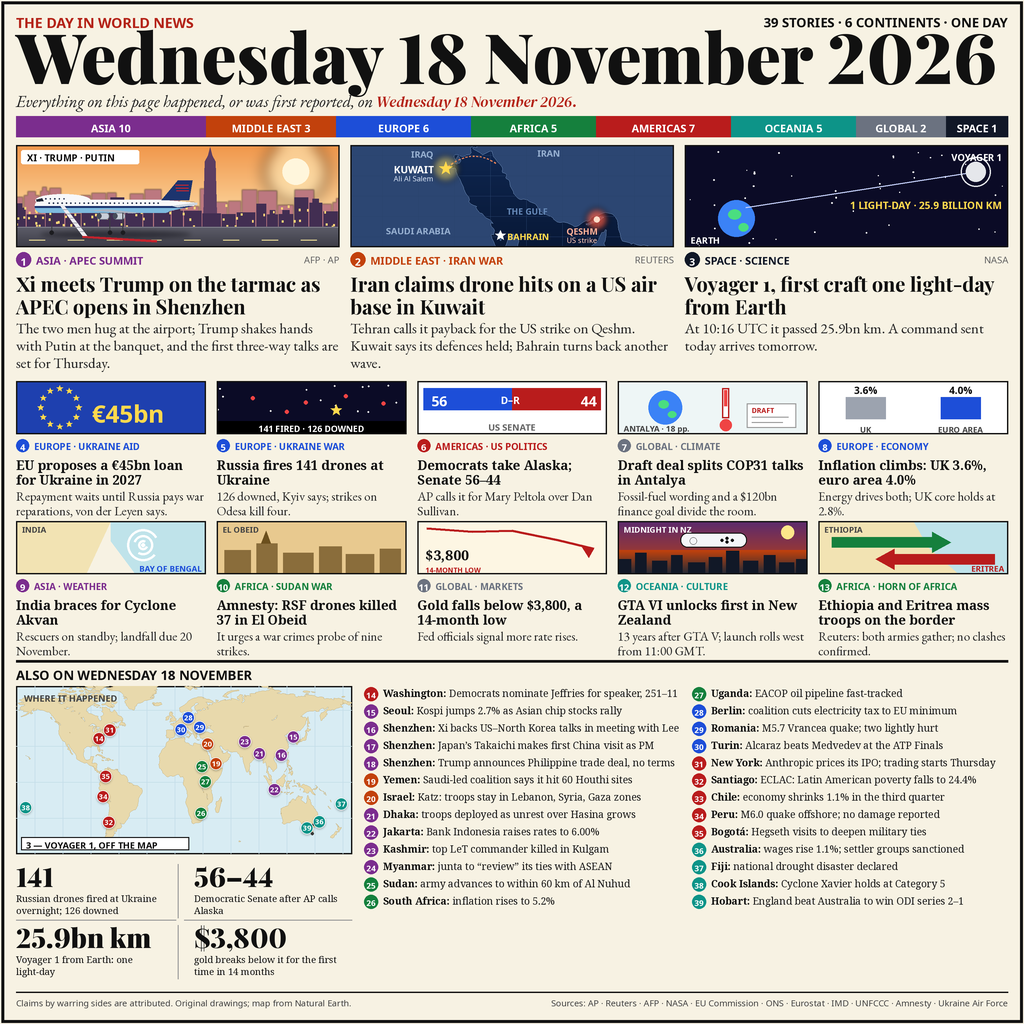 THE DAY IN WORLD NEWS
39 STORIES · 6 CONTINENTS · ONE DAY
Wednesday 18 November 2026
Everything on this page happened, or was first reported, on Wednesday 18 November 2026.
ASIA 10
MIDDLE EAST 3
EUROPE 6
AFRICA 5
AMERICAS 7
OCEANIA 5
GLOBAL 2
SPACE 1
XI · TRUMP · PUTIN
1 ASIA · APEC SUMMIT
AFP · AP
Xi meets Trump on the tarmac as
APEC opens in Shenzhen
The two men hug at the airport; Trump shakes hands
with Putin at the banquet, and the first three-way talks are
set for Thursday.
IRAQ
IRAN
KUWAIT
Ali Al Salem
THE GULF
SAUDI ARABIA
BAHRAIN
QESHM
US strike
2 MIDDLE EAST · IRAN WAR
REUTERS
Iran claims drone hits on a US air
base in Kuwait
Tehran calls it payback for the US strike on Qeshm.
Kuwait says its defences held; Bahrain turns back another
wave.
VOYAGER 1
1 LIGHT-DAY · 25.9 BILLION KM
EARTH
3 SPACE · SCIENCE
NASA
Voyager 1, first craft one light-day
from Earth
At 10:16 UTC it passed 25.9bn km. A command sent
today arrives tomorrow.
€45bn
4 EUROPE · UKRAINE AID
EU proposes a €45bn loan
for Ukraine in 2027
Repayment waits until Russia pays war
reparations, von der Leyen says.
141 FIRED · 126 DOWNED
5 EUROPE · UKRAINE WAR
Russia fires 141 drones at
Ukraine
126 downed, Kyiv says; strikes on
Odesa kill four.
56
D–R
44
US SENATE
6 AMERICAS · US POLITICS
Democrats take Alaska;
Senate 56–44
AP calls it for Mary Peltola over Dan
Sullivan.
DRAFT
ANTALYA · 18 pp.
7 GLOBAL · CLIMATE
Draft deal splits COP31 talks
in Antalya
Fossil-fuel wording and a $120bn
finance goal divide the room.
3.6%
4.0%
UK
EURO AREA
8 EUROPE · ECONOMY
Inflation climbs: UK 3.6%,
euro area 4.0%
Energy drives both; UK core holds at
2.8%.
INDIA
BAY OF BENGAL
9 ASIA · WEATHER
India braces for Cyclone
Akvan
Rescuers on standby; landfall due 20
November.
EL OBEID
10 AFRICA · SUDAN WAR
Amnesty: RSF drones killed
37 in El Obeid
It urges a war crimes probe of nine
strikes.
$3,800
14-MONTH LOW
11 GLOBAL · MARKETS
Gold falls below $3,800, a
14-month low
Fed officials signal more rate rises.
MIDNIGHT IN NZ
12 OCEANIA · CULTURE
GTA VI unlocks first in New
Zealand
13 years after GTA V; launch rolls west
from 11:00 GMT.
ETHIOPIA
ERITREA
13 AFRICA · HORN OF AFRICA
Ethiopia and Eritrea mass
troops on the border
Reuters: both armies gather; no clashes
confirmed.
ALSO ON WEDNESDAY 18 NOVEMBER
WHERE IT HAPPENED
28
30
29
31
14
20
19
23
15
21
16
25
27
22
35
34
32
26
38
37
36
39
3 — VOYAGER 1, OFF THE MAP
141
Russian drones fired at Ukraine
overnight; 126 downed
56–44
Democratic Senate after AP calls
Alaska
25.9bn km
Voyager 1 from Earth: one
light-day
$3,800
gold breaks below it for the first
time in 14 months
14 Washington: Democrats nominate Jeffries for speaker, 251–11
15 Seoul: Kospi jumps 2.7% as Asian chip stocks rally
16 Shenzhen: Xi backs US–North Korea talks in meeting with Lee
17 Shenzhen: Japan’s Takaichi makes first China visit as PM
18 Shenzhen: Trump announces Philippine trade deal, no terms
19 Yemen: Saudi-led coalition says it hit 60 Houthi sites
20 Israel: Katz: troops stay in Lebanon, Syria, Gaza zones
21 Dhaka: troops deployed as unrest over Hasina grows
22 Jakarta: Bank Indonesia raises rates to 6.00%
23 Kashmir: top LeT commander killed in Kulgam
24 Myanmar: junta to “review” its ties with ASEAN
25 Sudan: army advances to within 60 km of Al Nuhud
26 South Africa: inflation rises to 5.2%
27 Uganda: EACOP oil pipeline fast-tracked
28 Berlin: coalition cuts electricity tax to EU minimum
29 Romania: M5.7 Vrancea quake; two lightly hurt
30 Turin: Alcaraz beats Medvedev at the ATP Finals
31 New York: Anthropic prices its IPO; trading starts Thursday
32 Santiago: ECLAC: Latin American poverty falls to 24.4%
33 Chile: economy shrinks 1.1% in the third quarter
34 Peru: M6.0 quake offshore; no damage reported
35 Bogotá: Hegseth visits to deepen military ties
36 Australia: wages rise 1.1%; settler groups sanctioned
37 Fiji: national drought disaster declared
38 Cook Islands: Cyclone Xavier holds at Category 5
39 Hobart: England beat Australia to win ODI series 2–1
Claims by warring sides are attributed. Original drawings; map from Natural Earth.
Sources: AP · Reuters · AFP · NASA · EU Commission · ONS · Eurostat · IMD · UNFCCC · Amnesty · Ukraine Air Force